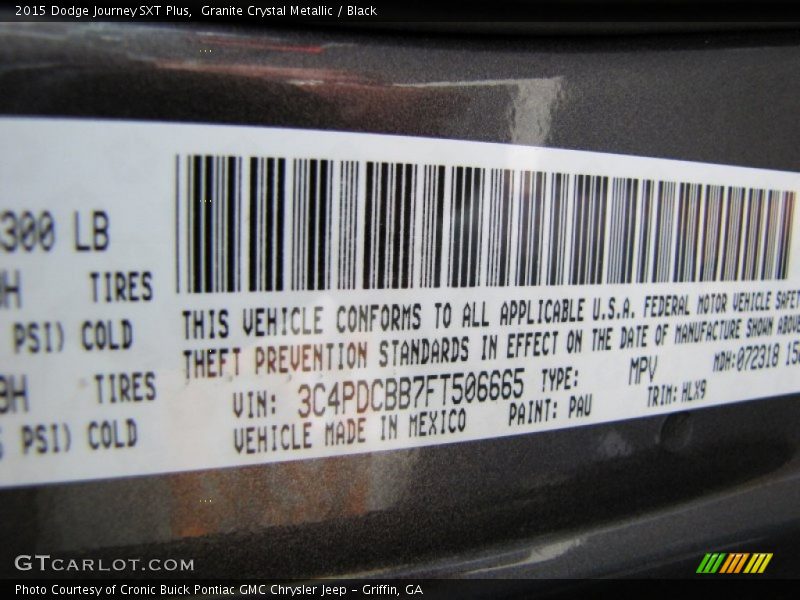 2015 Dodge Journey SXT Plus,  Granite Crystal Metallic / Black
300 LB
H TIRES
PSI) COLD
H TIRES
PSI) COLD
THIS VEHICLE CONFORMS TO ALL APPLICABLE U.S.A. FEDERAL MOTOR VEHICLE SAFET
THEFT PREVENTION STANDARDS IN EFFECT ON THE DATE OF MANUFACTURE SHOWN ABOVE
VIN: 3C4PDCBB7FT506665 TYPE: MPV MDH:072318 15
VEHICLE MADE IN MEXICO PAINT: PAU TRIM: HLX9
GTCARLOT.COM
Photo Courtesy of Cronic Buick Pontiac GMC Chrysler Jeep - Griffin, GA